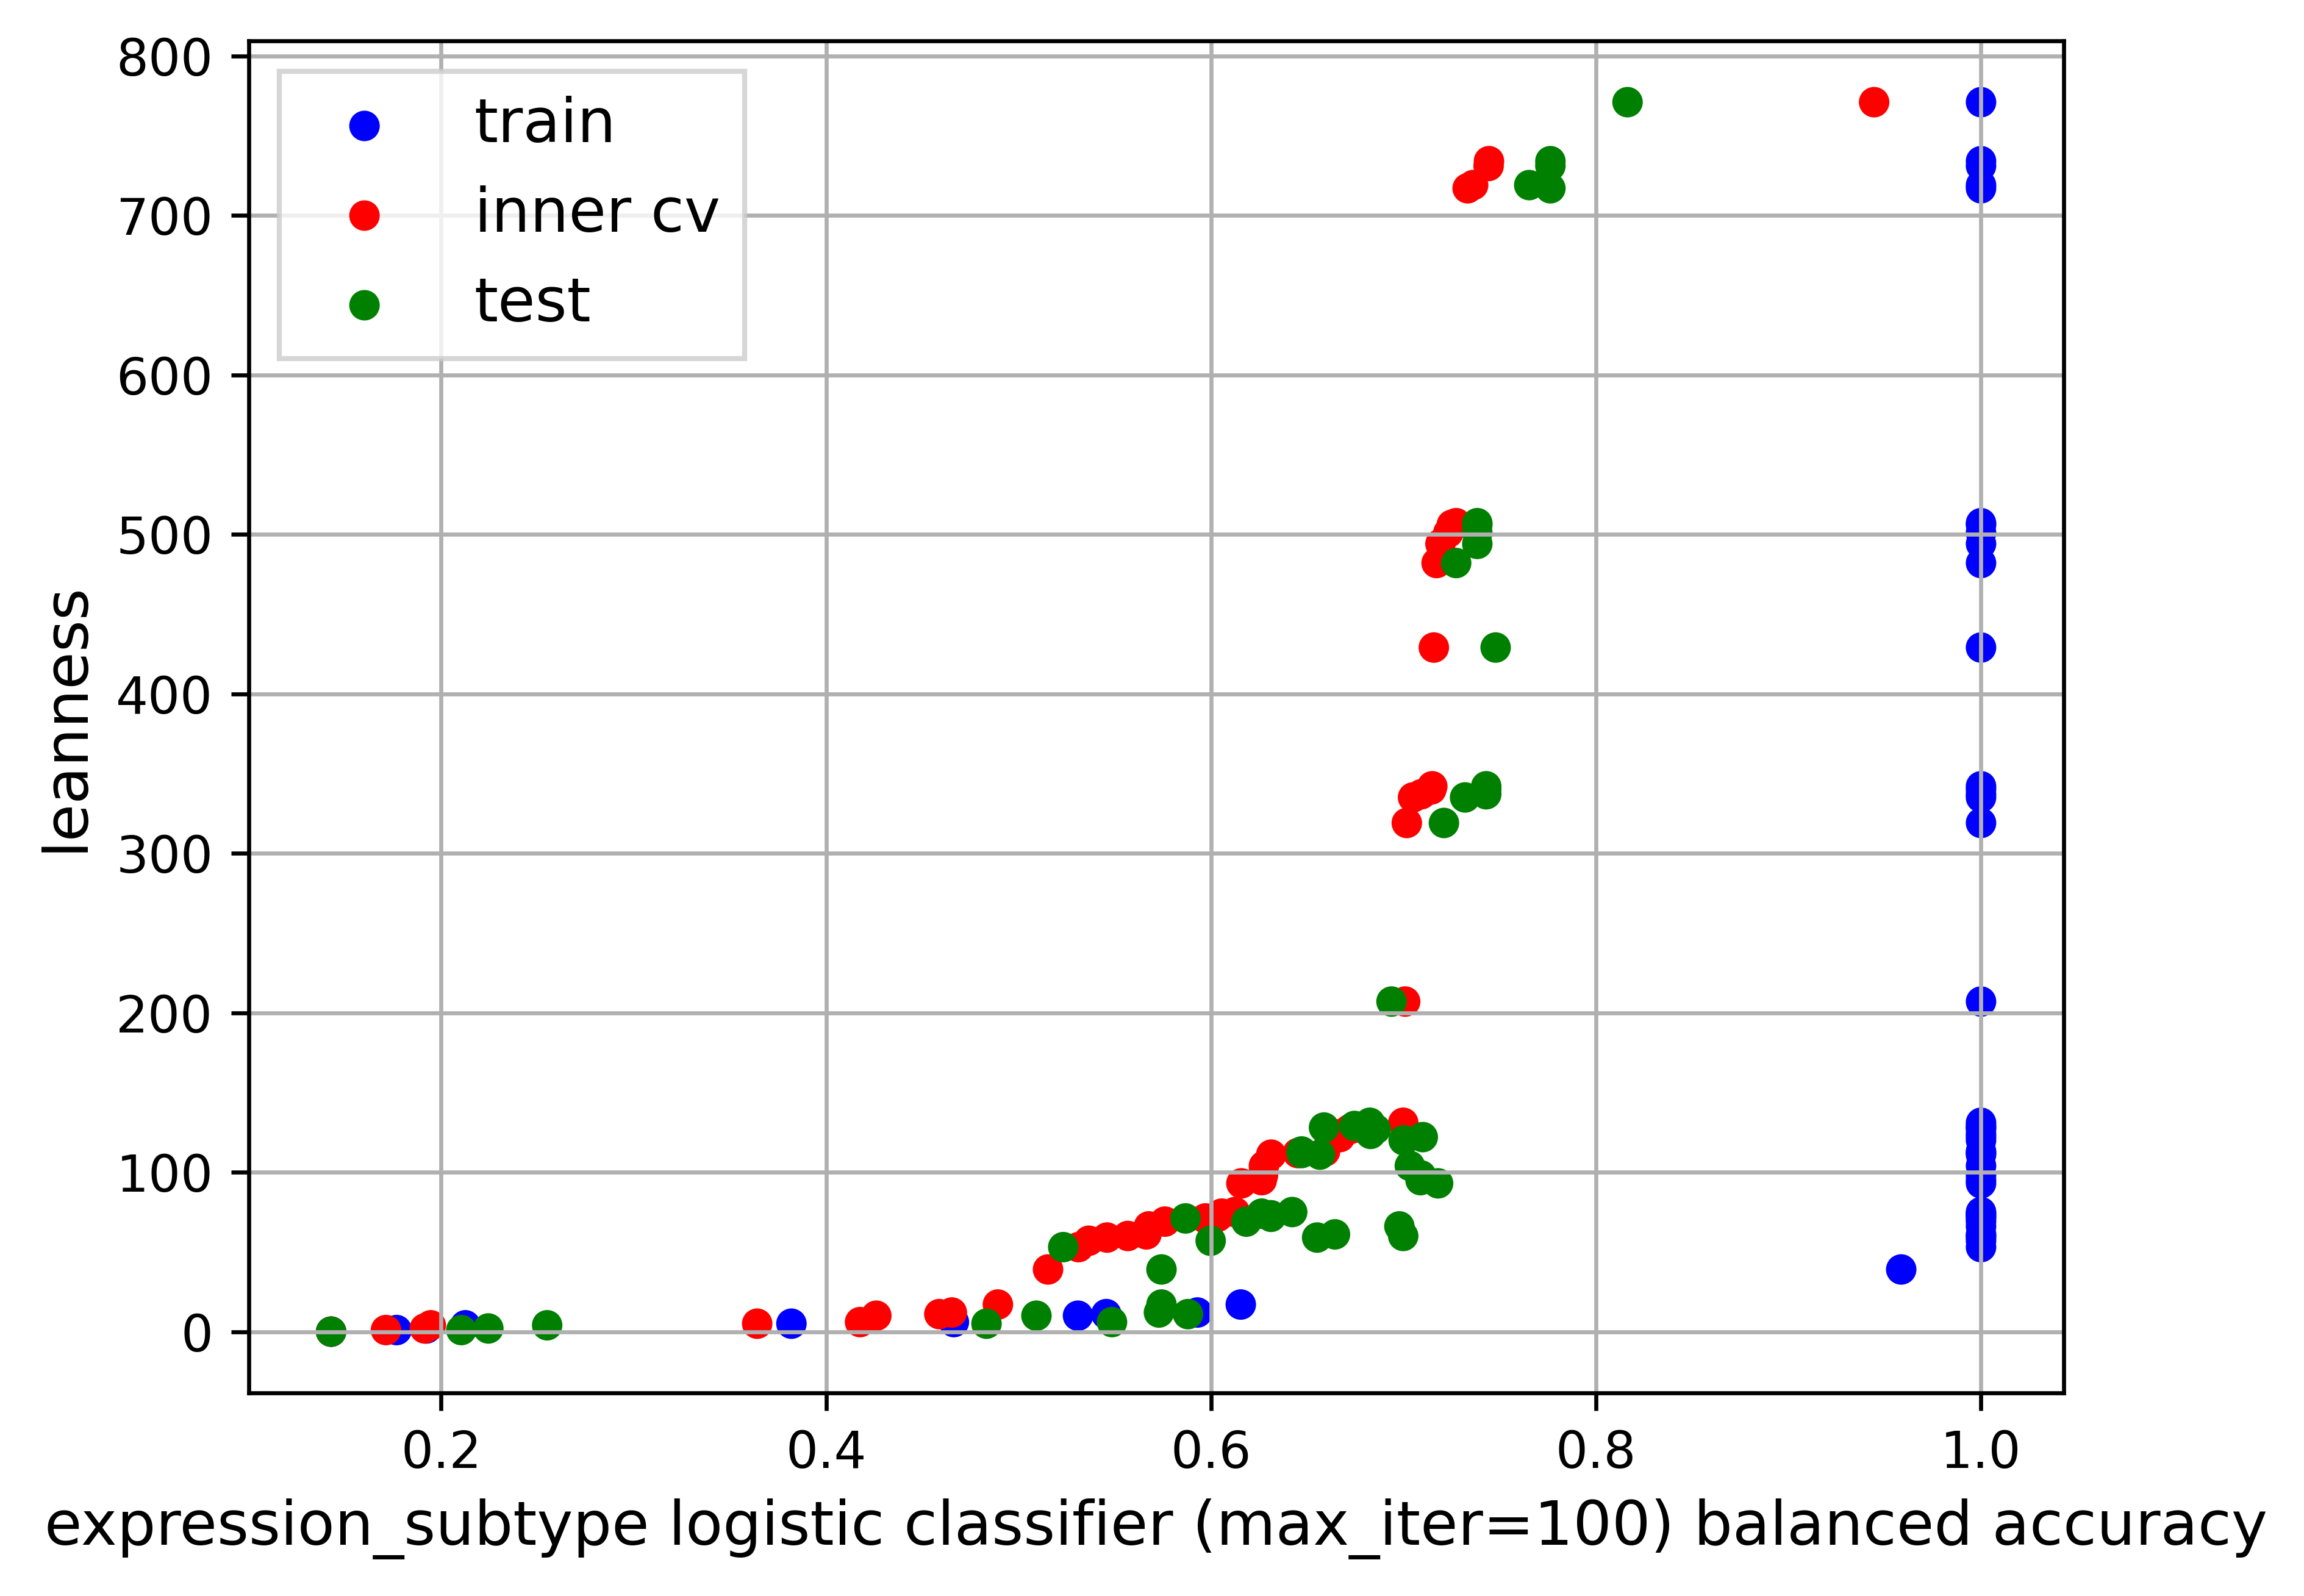 800
700
600
500
400
300
200
100
0
leanness
train
inner cv
test
0.2 0.4 0.6 0.8 1.0
expression_subtype logistic classifier (max_iter=100) balanced accuracy